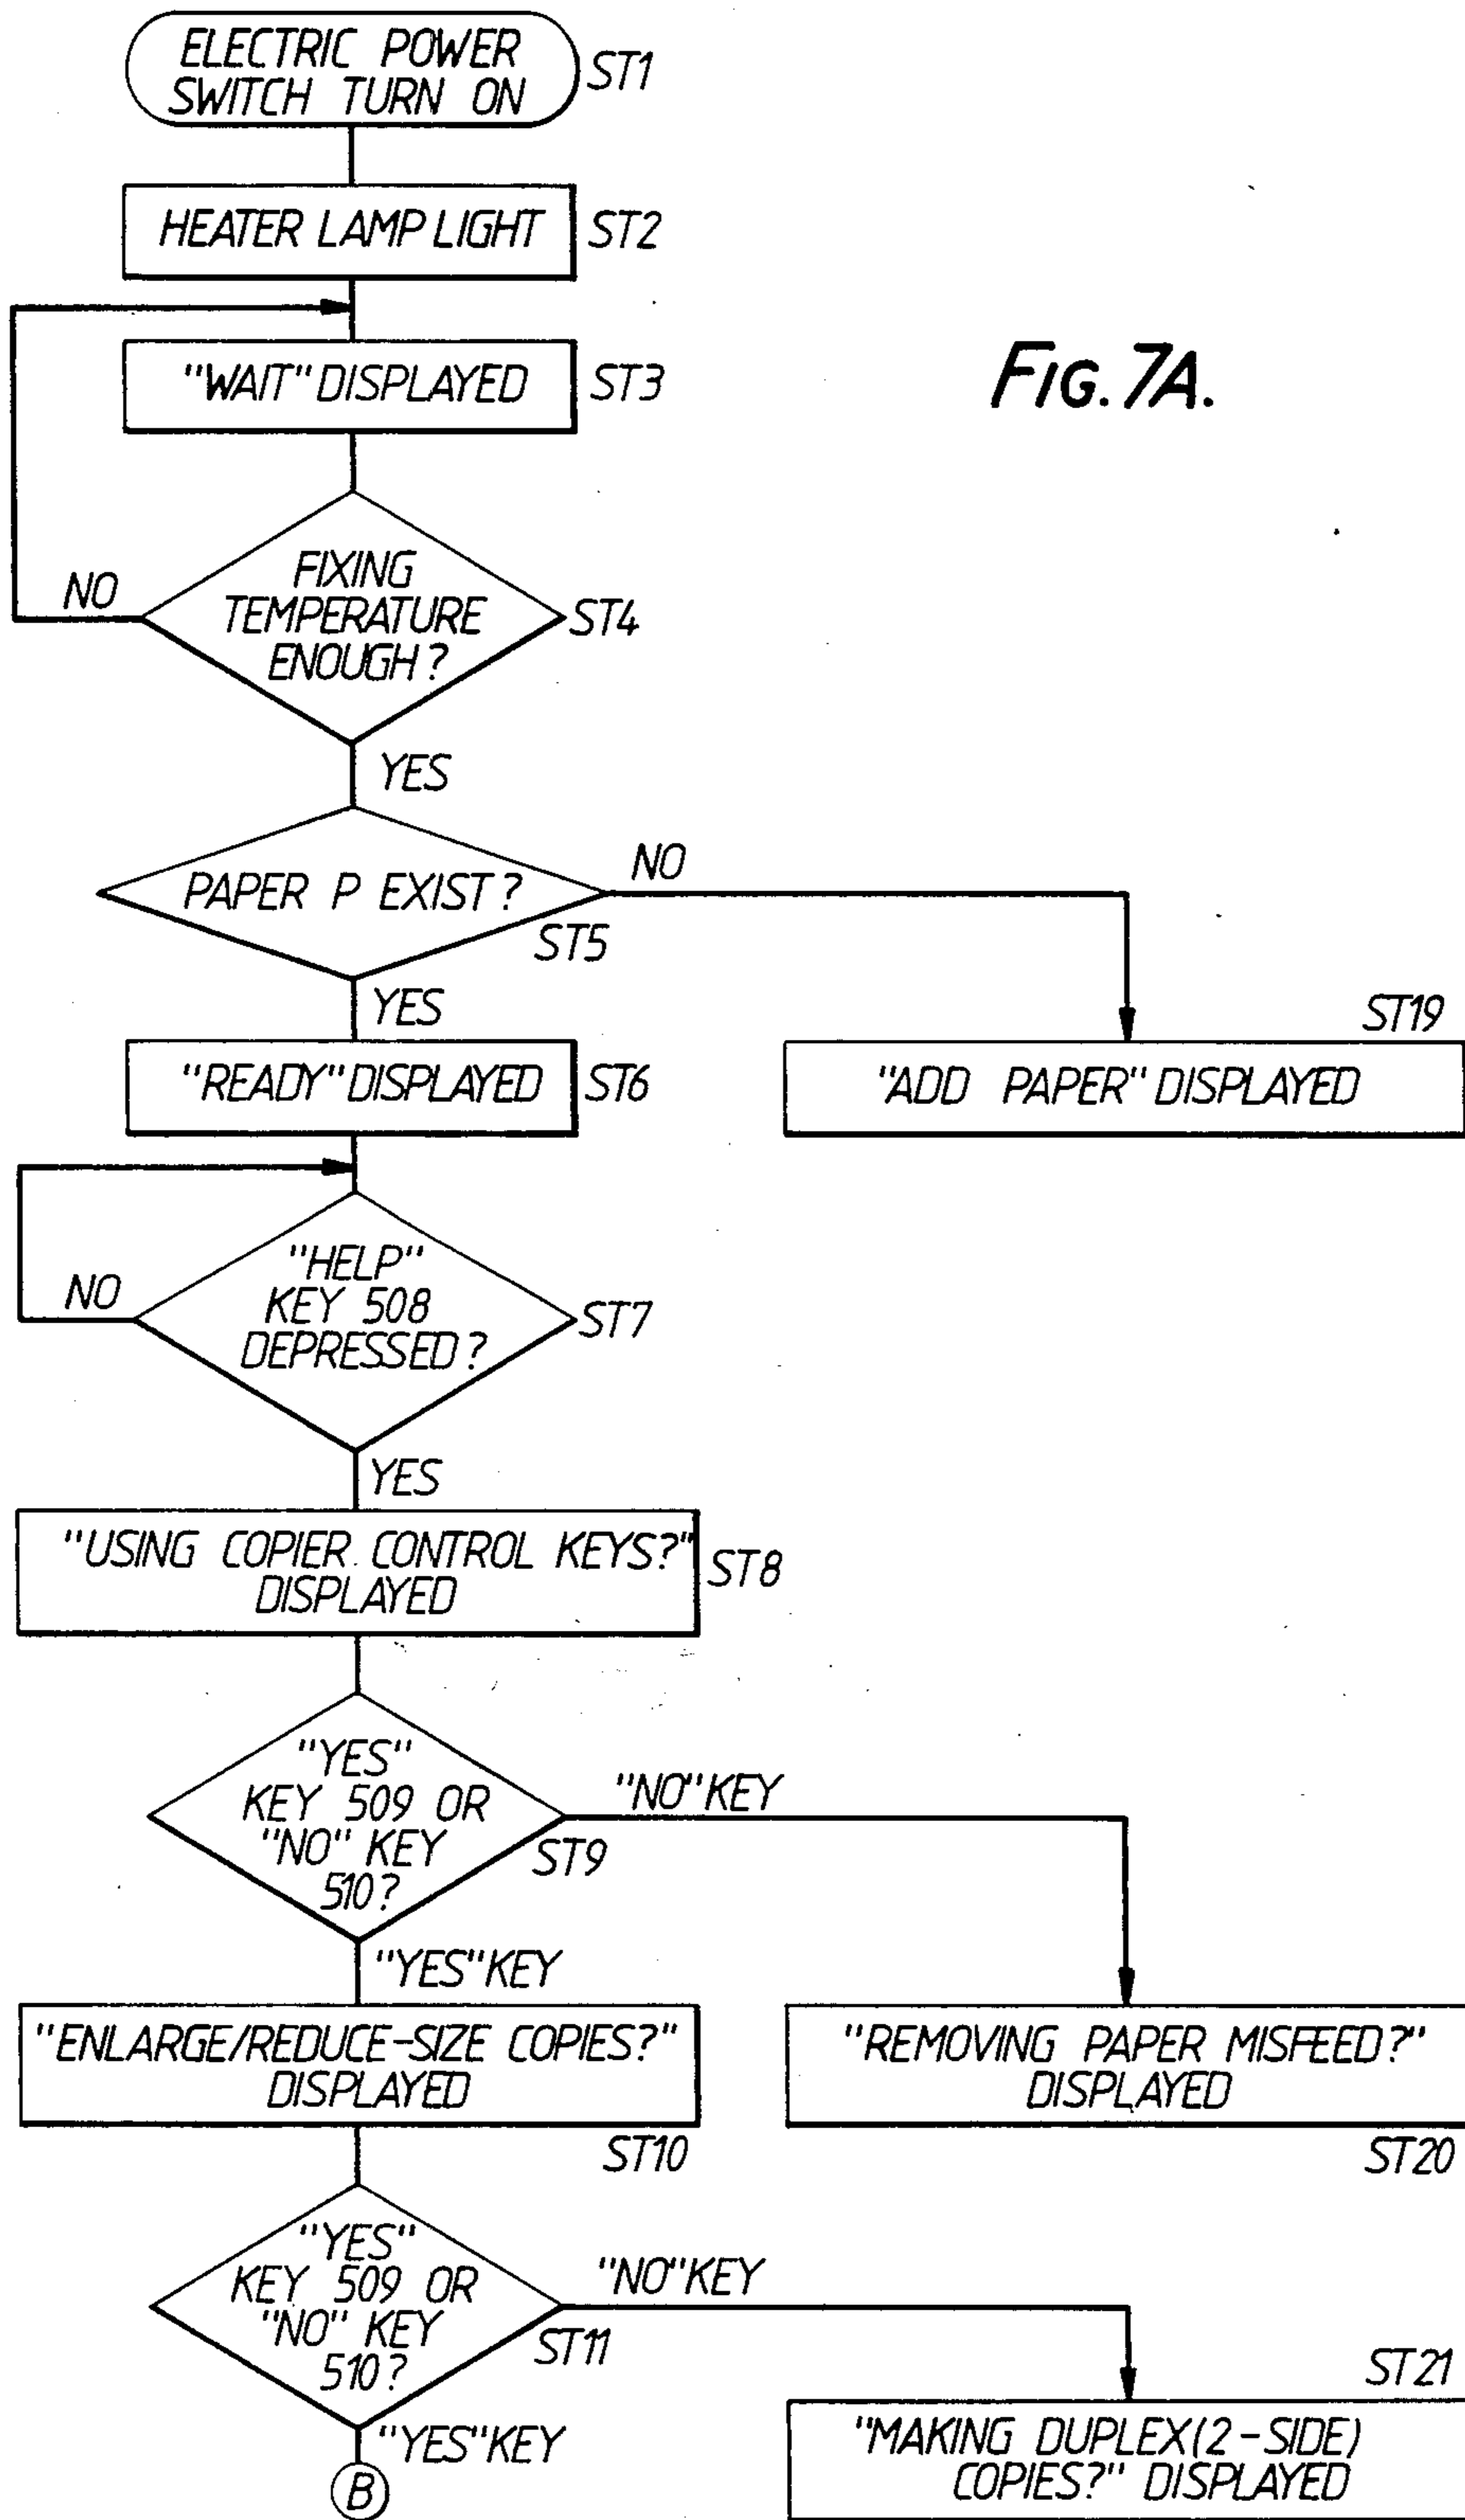 ELECTRIC POWER
SWITCH TURN ON
ST1
HEATER LAMP LIGHT
ST2
"WAIT" DISPLAYED
ST3
FIG. 7A.
FIXING
TEMPERATURE
ENOUGH?
NO
ST4
YES
PAPER P EXIST?
NO
ST5
YES
"READY" DISPLAYED
ST6
ST19
"ADD PAPER" DISPLAYED
"HELP"
KEY 508
DEPRESSED?
NO
ST7
YES
"USING COPIER CONTROL KEYS?"
DISPLAYED
ST8
"YES"
KEY 509 OR
"NO" KEY
510?
"NO" KEY
ST9
"YES" KEY
"ENLARGE/REDUCE-SIZE COPIES?"
DISPLAYED
ST10
"REMOVING PAPER MISFEED?"
DISPLAYED
ST20
"YES"
KEY 509 OR
"NO" KEY
510?
"NO" KEY
ST11
"YES" KEY
B
ST21
"MAKING DUPLEX (2-SIDE)
COPIES?" DISPLAYED